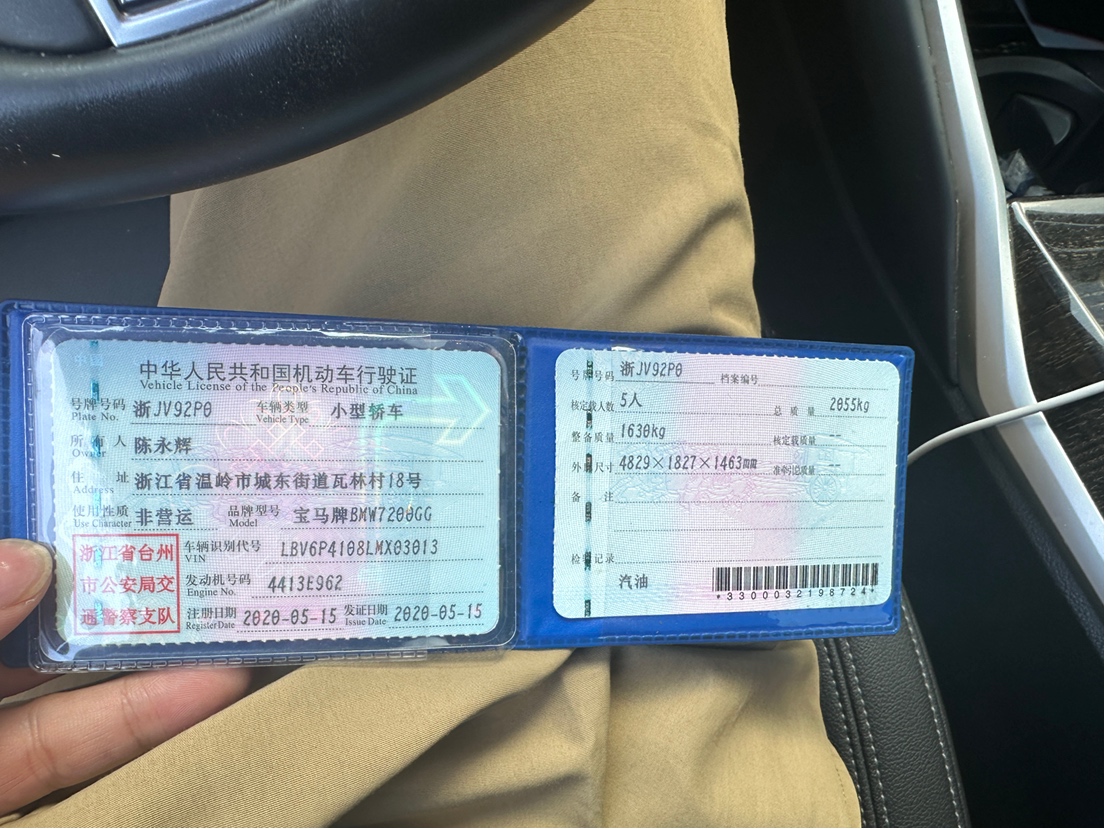 中华人民共和国机动车行驶证
Vehicle License of the People's Republic of China
号牌号码 浙JV92P0 车辆类型 小型轿车
Plate No. Vehicle Type
所有人 陈永辉
Owner
住址 浙江省温岭市城东街道瓦林村18号
Address
使用性质 非营运 品牌型号 宝马牌BMW7200GG
Use Character Model
浙江省台州
市公安局交
通警察支队
车辆识别代号 LBV6P4108LMX03013
VIN
发动机号码 4413E962
Engine No.
注册日期 2020-05-15 发证日期 2020-05-15
Register Date Issue Date
号牌号码 浙JV92P0 档案编号
核定载人数 5人 总质量 2055kg
整备质量 1630kg 核定载质量 --
外廓尺寸 4829×1827×1463mm 准牵引总质量 --
备注
检验记录
汽油
*3300032198724*